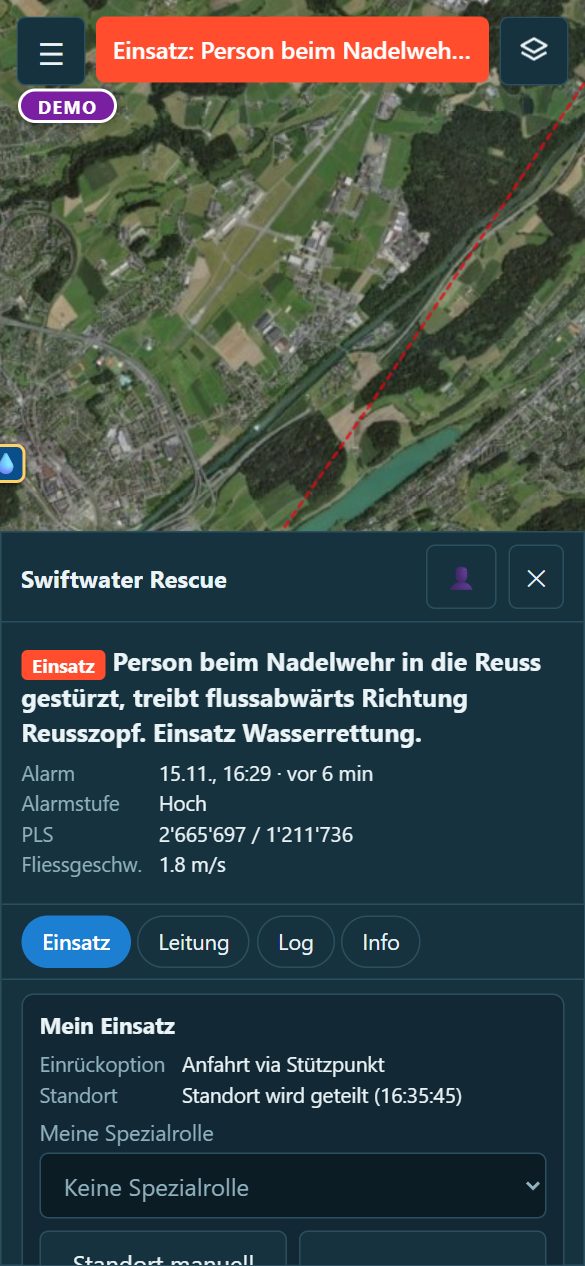 Einsatz: Person beim Nadelweh...
DEMO
Swiftwater Rescue
Einsatz Person beim Nadelwehr in die Reuss
gestürzt, treibt flussabwärts Richtung
Reusszopf. Einsatz Wasserrettung.
Alarm 15.11., 16:29 · vor 6 min
Alarmstufe Hoch
PLS 2'665'697 / 1'211'736
Fliessgeschw. 1.8 m/s
Einsatz Leitung Log Info
Mein Einsatz
Einrückoption Anfahrt via Stützpunkt
Standort Standort wird geteilt (16:35:45)
Meine Spezialrolle
Keine Spezialrolle
Standort manuell